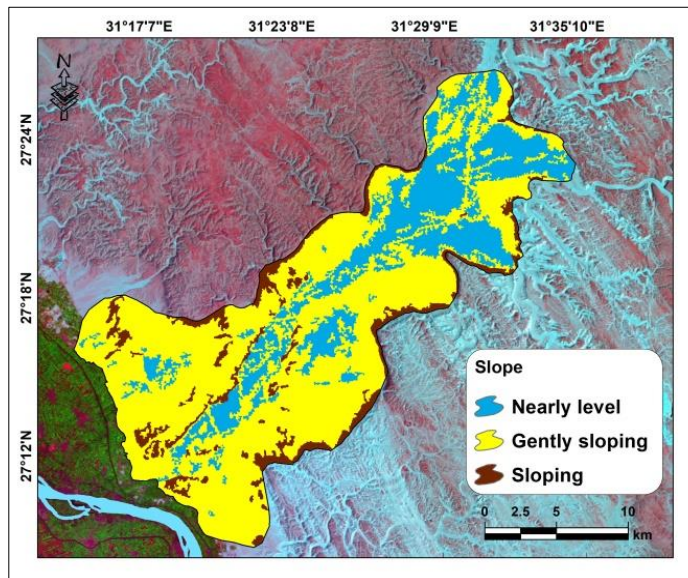 31°17'7"E 31°23'8"E 31°29'9"E 31°35'10"E
N
27°24'N
27°18'N
27°12'N
Slope
Nearly level
Gently sloping
Sloping
0 2.5 5 10
km